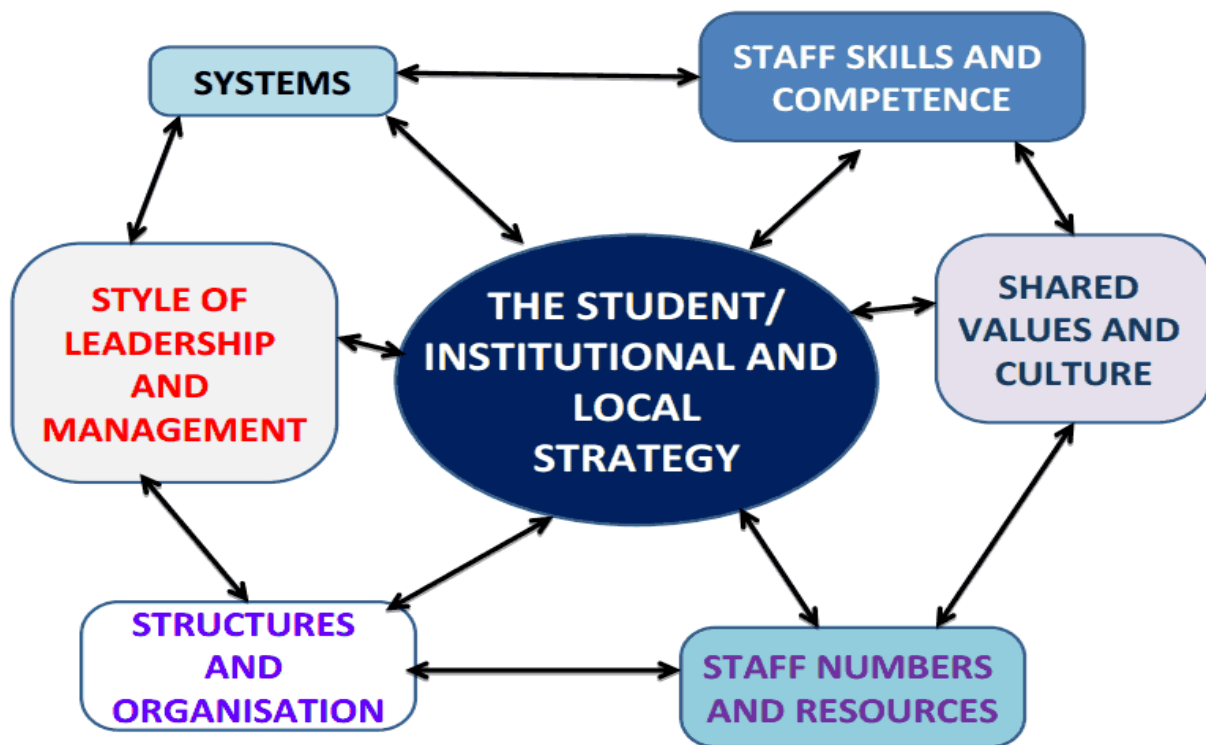 SYSTEMS
STAFF SKILLS AND
COMPETENCE
STYLE OF
LEADERSHIP
AND
MANAGEMENT
THE STUDENT/
INSTITUTIONAL AND
LOCAL
STRATEGY
SHARED
VALUES AND
CULTURE
STRUCTURES
AND
ORGANISATION
STAFF NUMBERS
AND RESOURCES